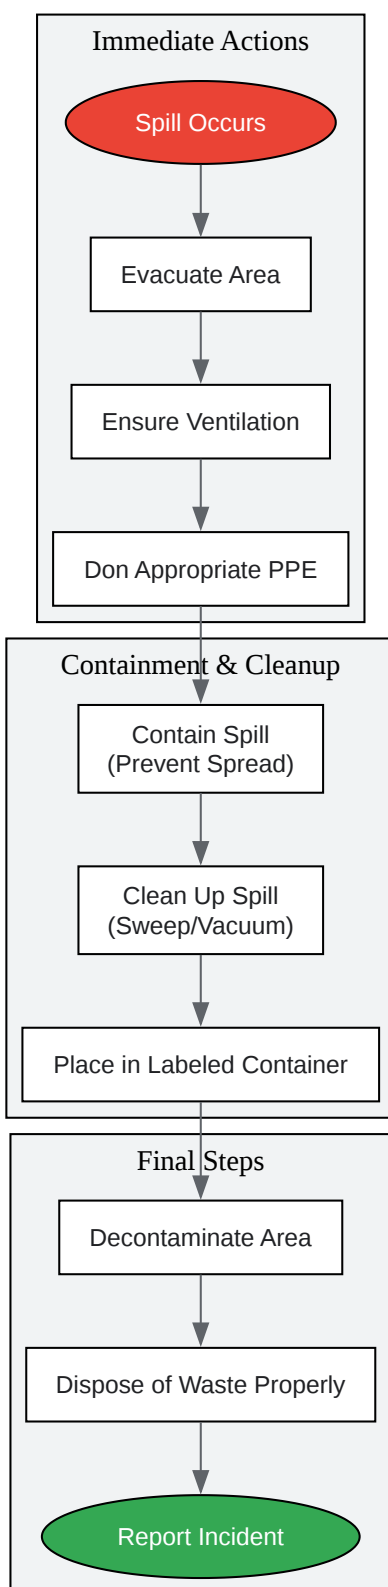 Immediate Actions
Spill Occurs
Evacuate Area
Ensure Ventilation
Don Appropriate PPE
Containment & Cleanup
Contain Spill
(Prevent Spread)
Clean Up Spill
(Sweep/Vacuum)
Place in Labeled Container
Final Steps
Decontaminate Area
Dispose of Waste Properly
Report Incident